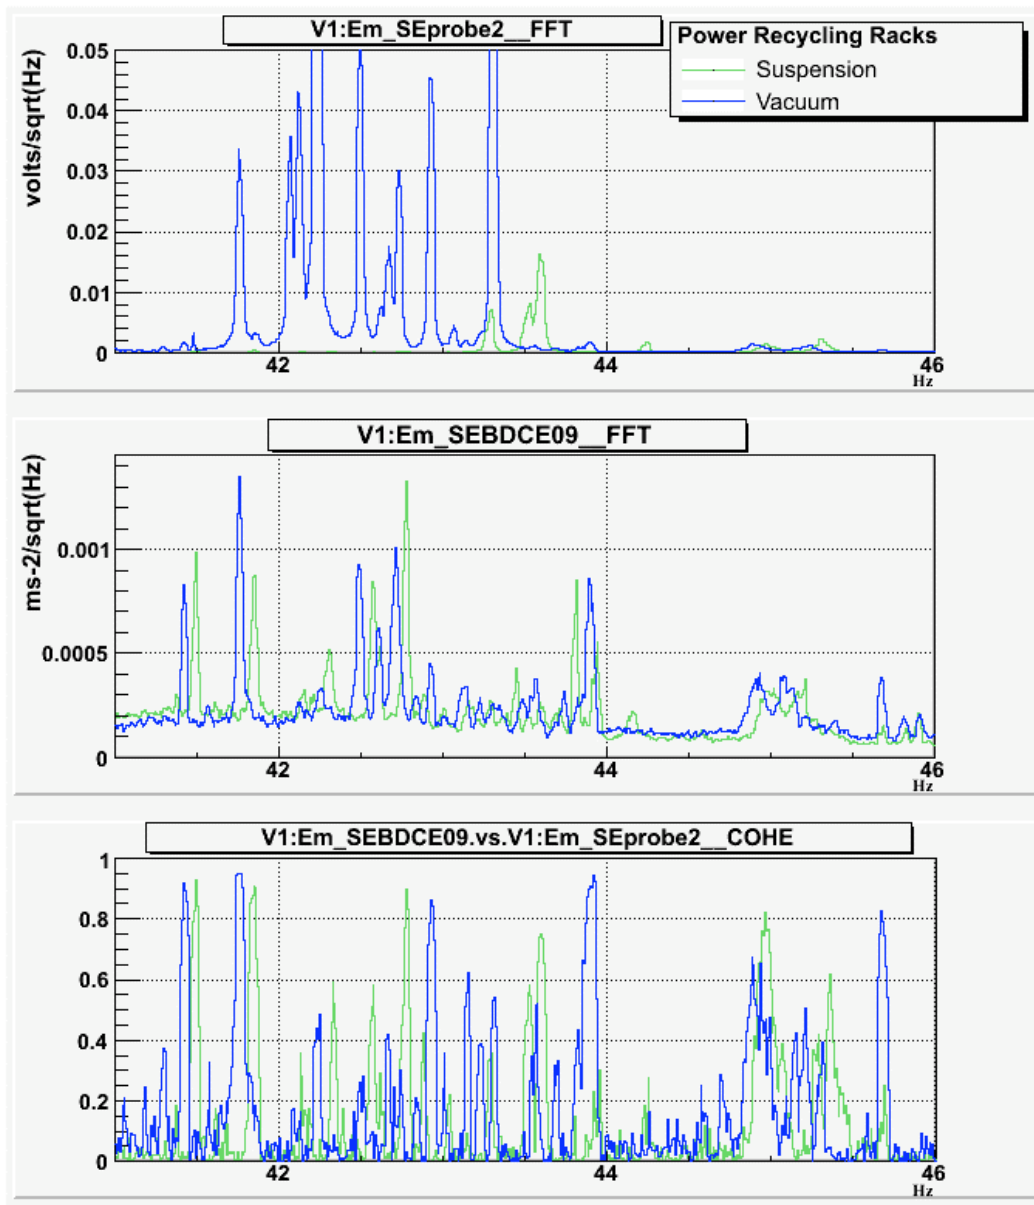 V1:Em_SEprobe2__FFT
Power Recycling Racks
Suspension
Vacuum
volts/sqrt(Hz)
0.05
0.04
0.03
0.02
0.01
0
42
44
46
Hz
V1:Em_SEBDCE09__FFT
ms-2/sqrt(Hz)
0.001
0.0005
0
42
44
46
Hz
V1:Em_SEBDCE09.vs.V1:Em_SEprobe2__COHE
1
0.8
0.6
0.4
0.2
0
42
44
46
Hz